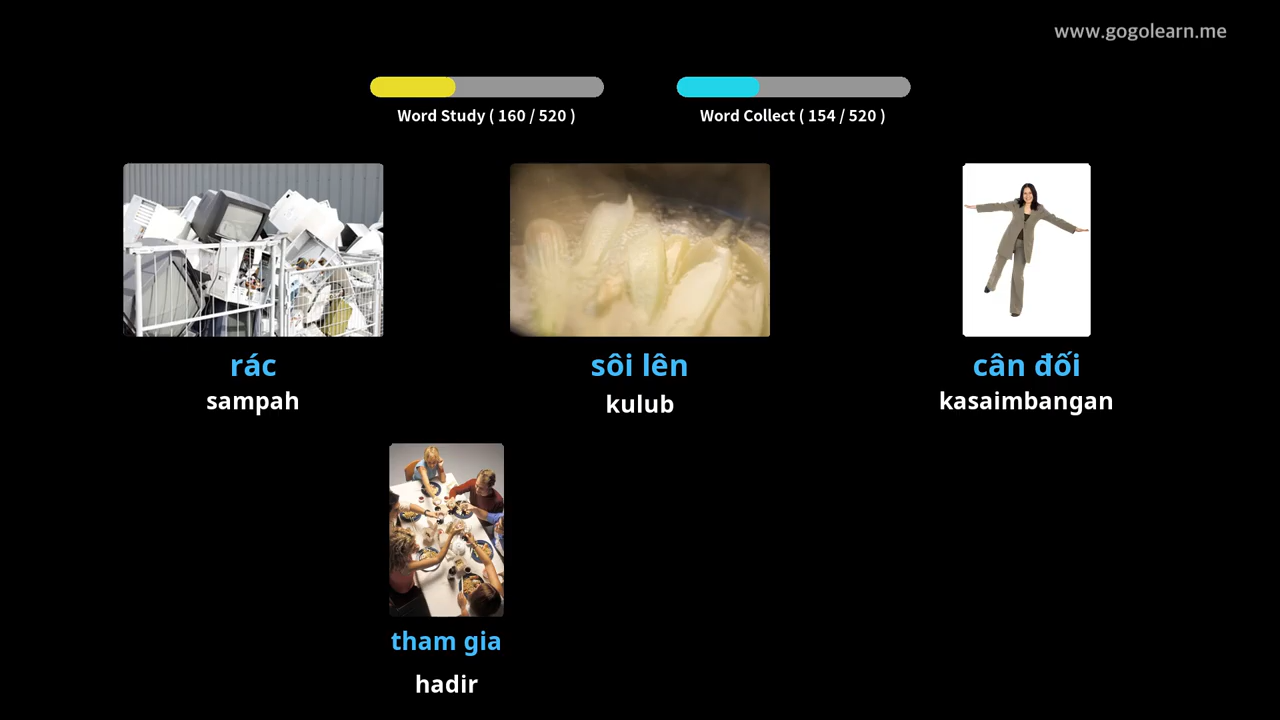 www.gogolearn.me
Word Study ( 160 / 520 )
Word Collect ( 154 / 520 )
rác
sampah
sôi lên
kulub
cân đối
kasaimbangan
tham gia
hadir